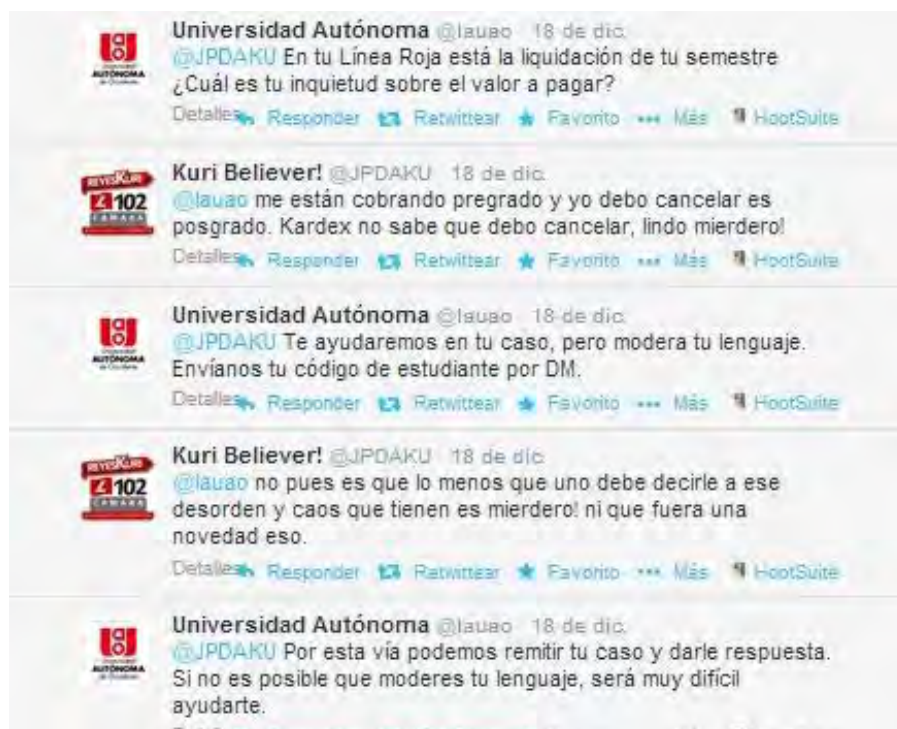 Universidad Autónoma @lauao 18 de dic.
@JPDAKU En tu Línea Roja está la liquidación de tu semestre
¿Cuál es tu inquietud sobre el valor a pagar?
Detalles Responder Retwittear Favorito ••• Más HootSuite
Kuri Believer! @JPDAKU 18 de dic.
@lauao me están cobrando pregrado y yo debo cancelar es
posgrado. Kardex no sabe que debo cancelar, lindo mierdero!
Detalles Responder Retwittear Favorito ••• Más HootSuite
Universidad Autónoma @lauao 18 de dic.
@JPDAKU Te ayudaremos en tu caso, pero modera tu lenguaje.
Envíanos tu código de estudiante por DM.
Detalles Responder Retwittear Favorito ••• Más HootSuite
Kuri Believer! @JPDAKU 18 de dic.
@lauao no pues es que lo menos que uno debe decirle a ese
desorden y caos que tienen es mierdero! ni que fuera una
novedad eso.
Detalles Responder Retwittear Favorito ••• Más HootSuite
Universidad Autónoma @lauao 18 de dic.
@JPDAKU Por esta vía podemos remitir tu caso y darle respuesta.
Si no es posible que moderes tu lenguaje, será muy difícil
ayudarte.